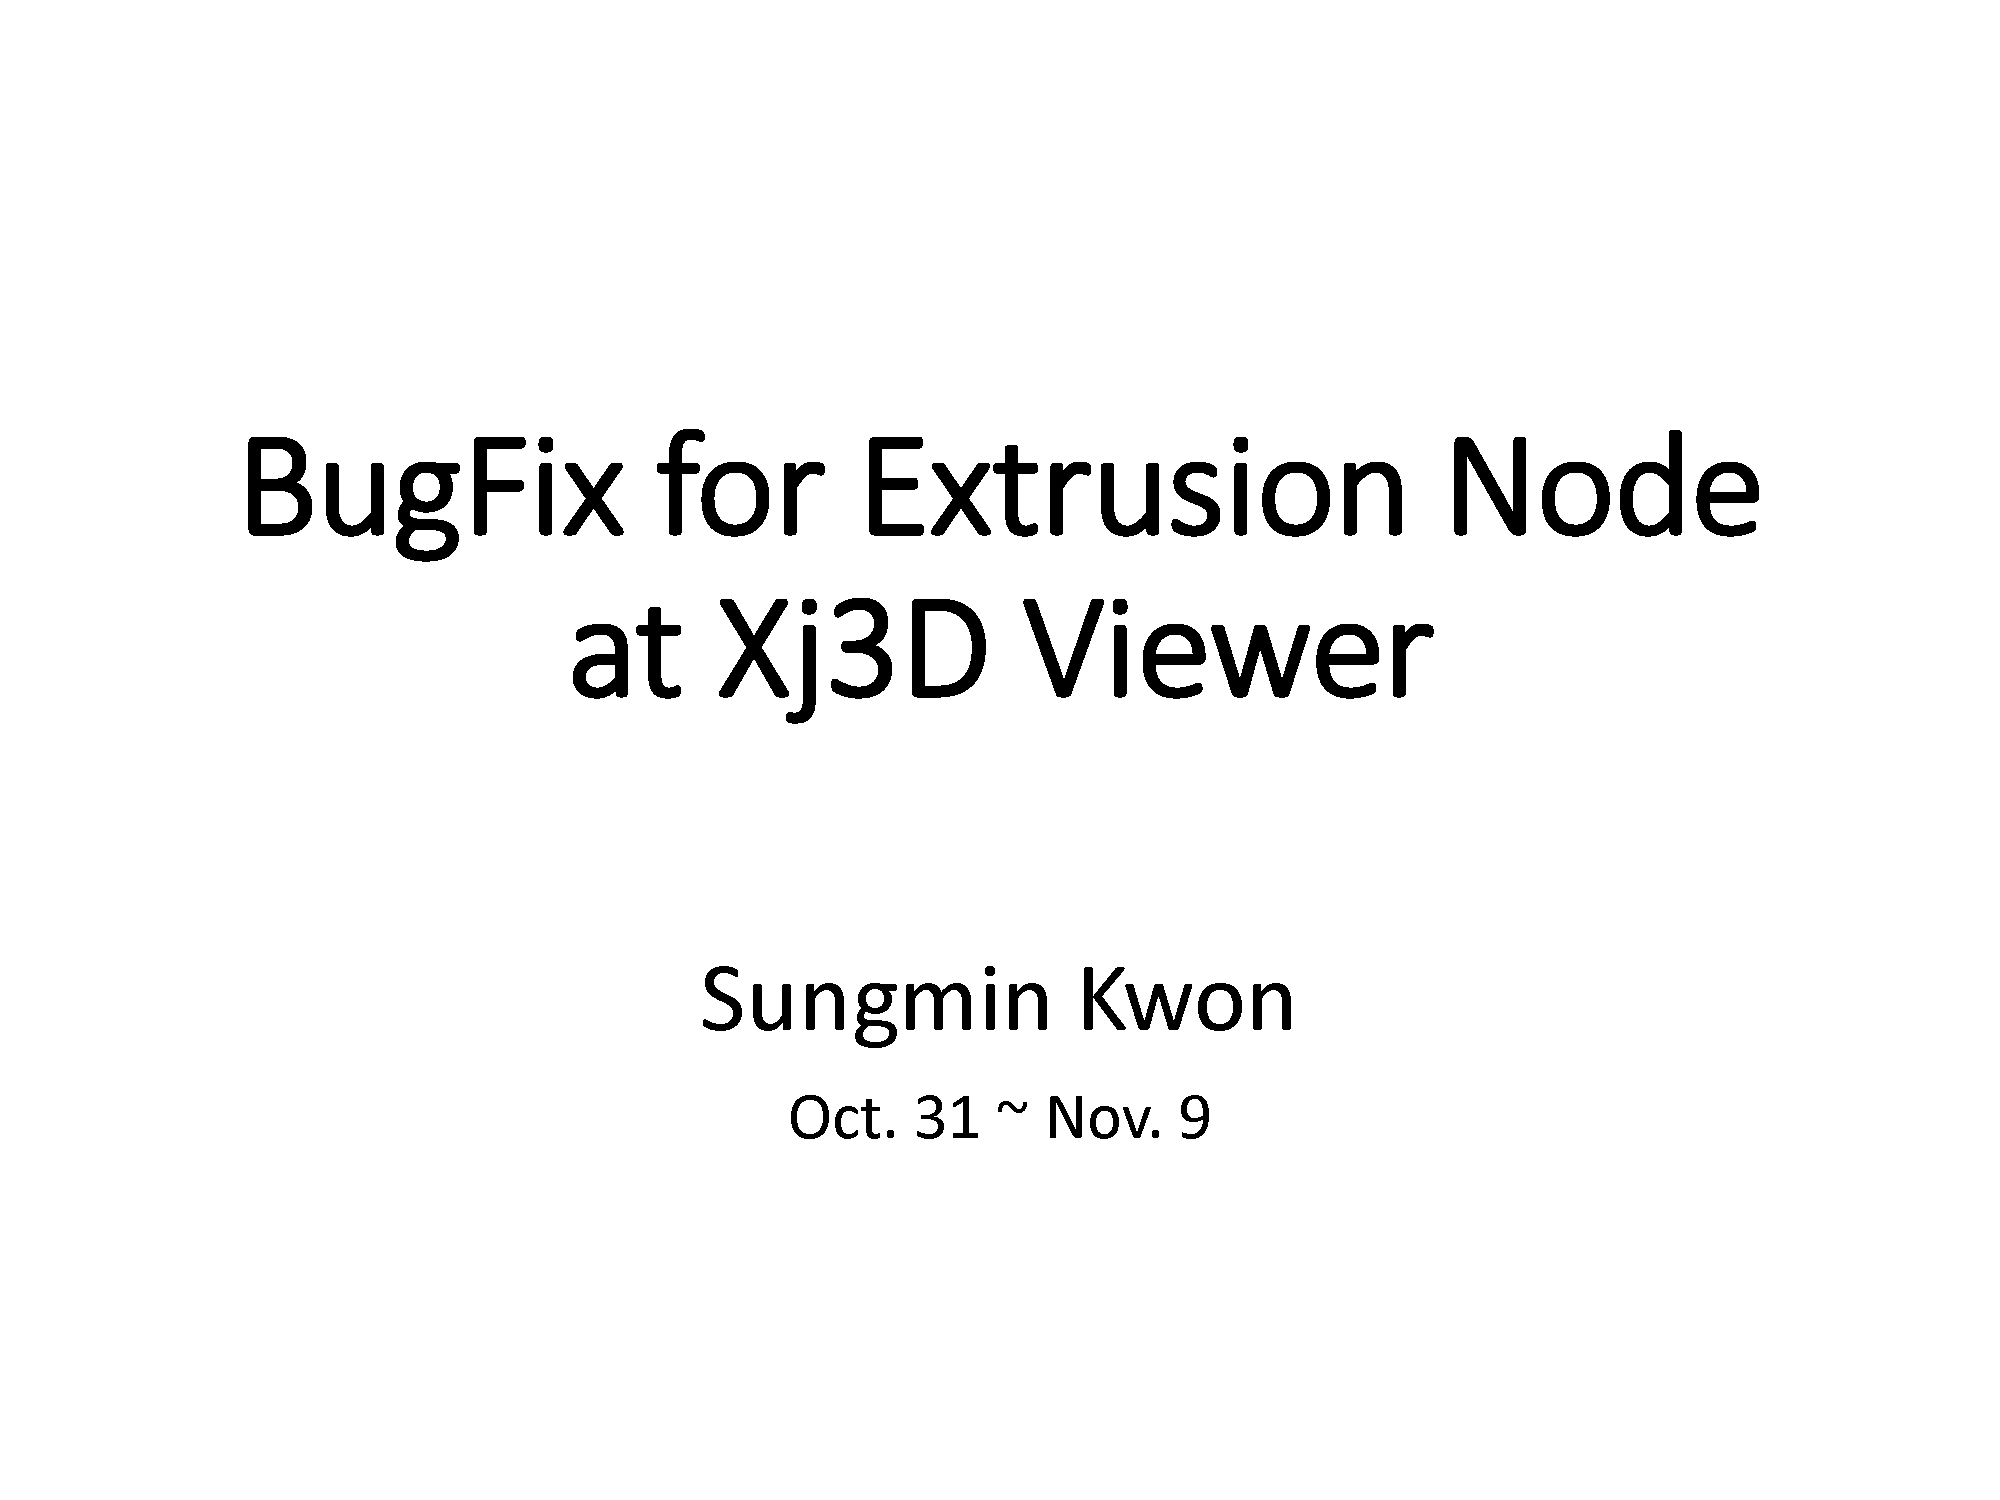 BugFix for Extrusion Node
at Xj3D Viewer
Sungmin Kwon
Oct. 31 ~ Nov. 9